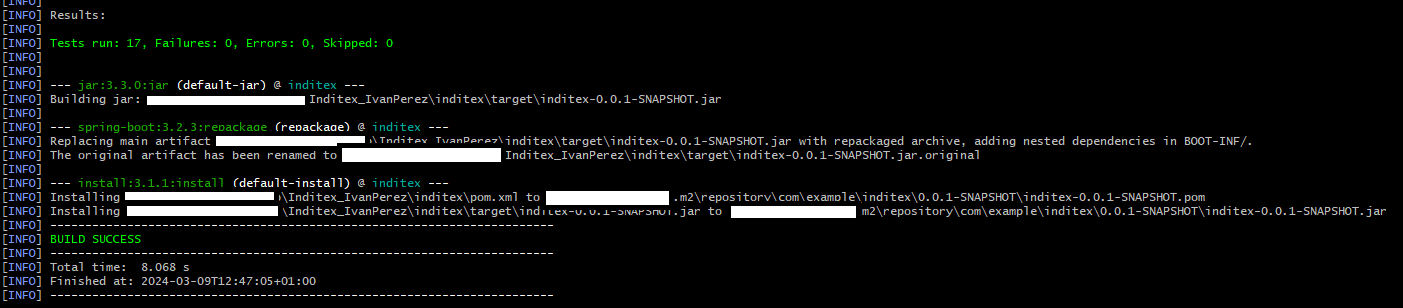 [INFO]
[INFO] Results:
[INFO]
[INFO] Tests run: 17, Failures: 0, Errors: 0, Skipped: 0
[INFO]
[INFO]
[INFO] --- jar:3.3.0:jar (default-jar) @ inditex ---
[INFO] Building jar: Inditex_IvanPerez\inditex\target\inditex-0.0.1-SNAPSHOT.jar
[INFO]
[INFO] --- spring-boot:3.2.3:repackage (repackage) @ inditex ---
[INFO] Replacing main artifact \Inditex_IvanPerez\inditex\target\inditex-0.0.1-SNAPSHOT.jar with repackaged archive, adding nested dependencies in BOOT-INF/.
[INFO] The original artifact has been renamed to Inditex_IvanPerez\inditex\target\inditex-0.0.1-SNAPSHOT.jar.original
[INFO]
[INFO] --- install:3.1.1:install (default-install) @ inditex ---
[INFO] Installing \Inditex_IvanPerez\inditex\pom.xml to .m2\repository\com\example\inditex\0.0.1-SNAPSHOT\inditex-0.0.1-SNAPSHOT.pom
[INFO] Installing \Inditex_IvanPerez\inditex\target\inditex-0.0.1-SNAPSHOT.jar to m2\repository\com\example\inditex\0.0.1-SNAPSHOT\inditex-0.0.1-SNAPSHOT.jar
[INFO] ------------------------------------------------------------------------
[INFO] BUILD SUCCESS
[INFO] ------------------------------------------------------------------------
[INFO] Total time:  8.068 s
[INFO] Finished at: 2024-03-09T12:47:05+01:00
[INFO] ------------------------------------------------------------------------